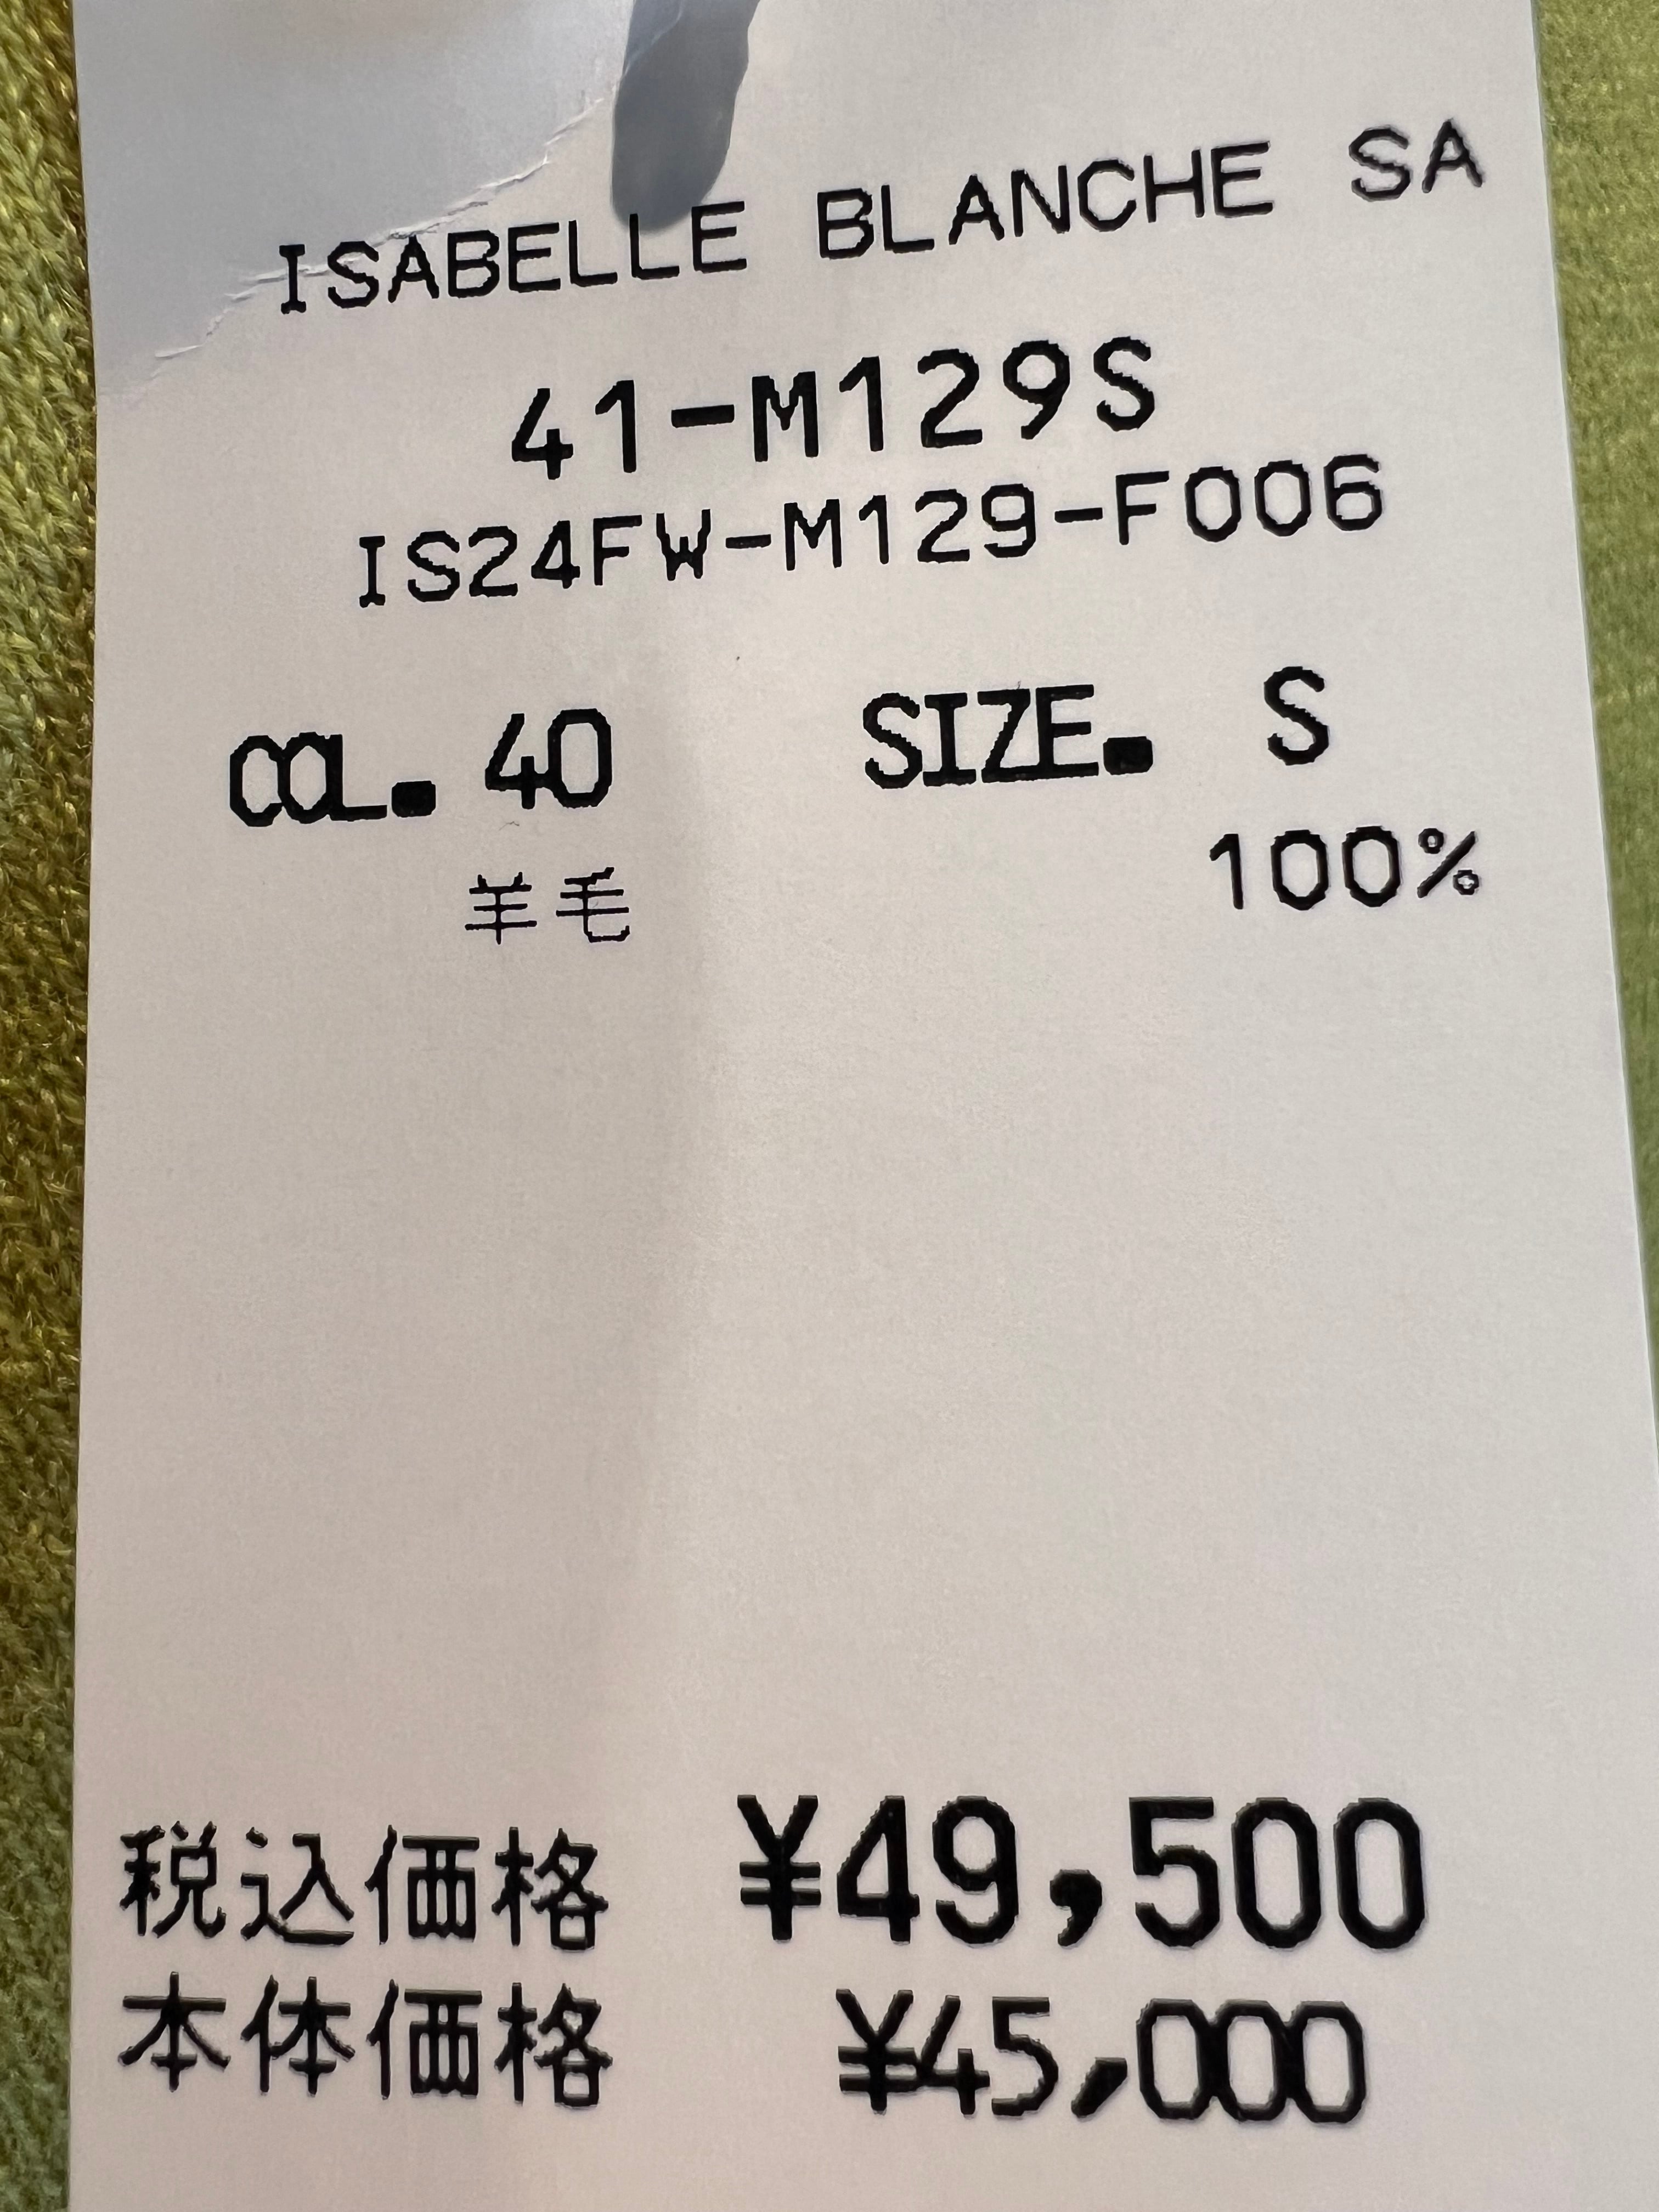 ISABELLE BLANCHE SA
41-M129S
IS24FW-M129-F006
COL. 40 SIZE. S
羊毛 100%
税込価格 ¥49,500
本体価格 ¥45,000